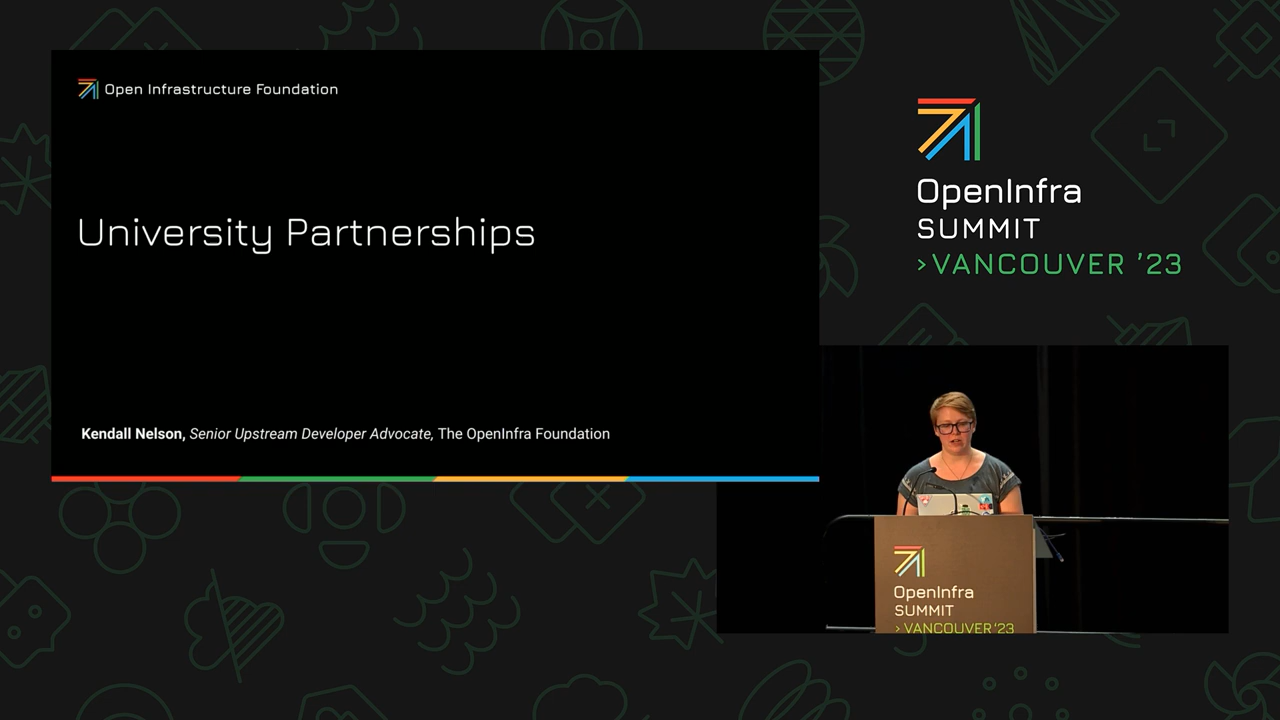 Open Infrastructure Foundation
University Partnerships
Kendall Nelson, Senior Upstream Developer Advocate, The OpenInfra Foundation
OpenInfra
SUMMIT
>VANCOUVER '23
OpenInfra
SUMMIT
> VANCOUVER '23